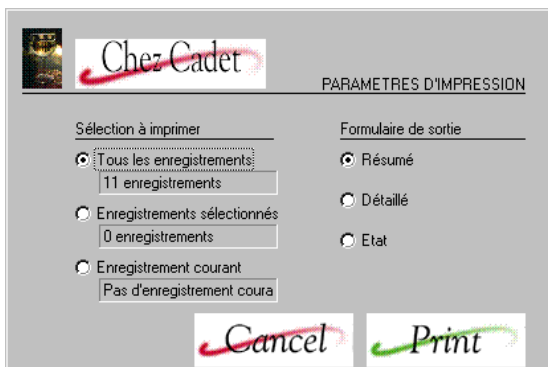 Chez Cadet
PARAMETRES D'IMPRESSION
Sélection à imprimer
Tous les enregistrements
11 enregistrements
Enregistrements sélectionnés
0 enregistrements
Enregistrement courant
Pas d'enregistrement coura
Formulaire de sortie
Résumé
Détaillé
Etat
Cancel
Print